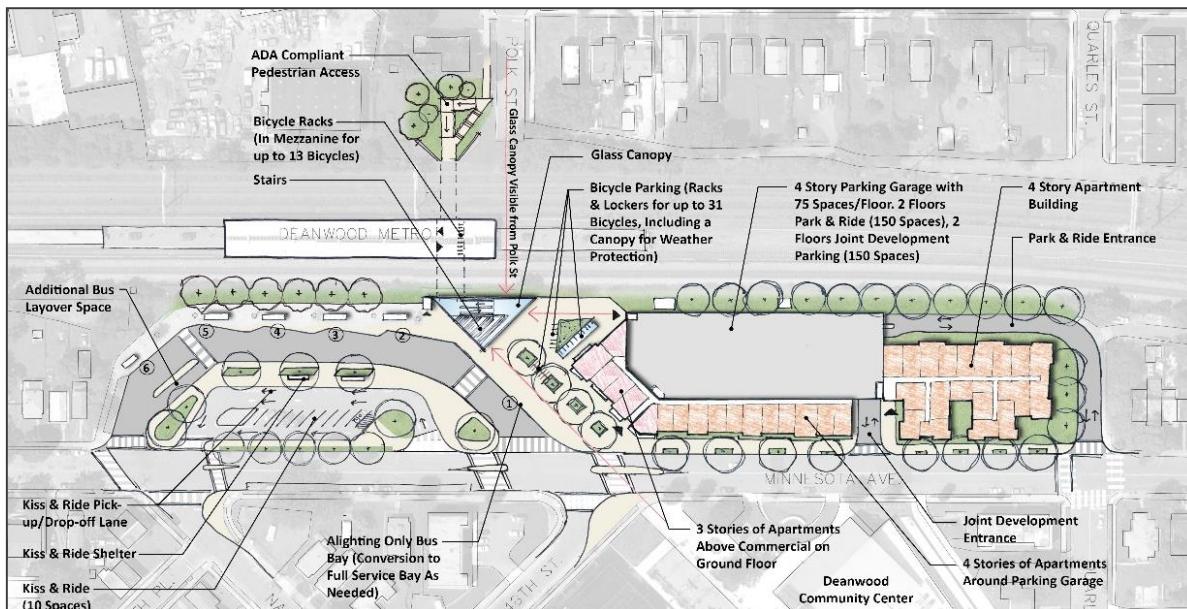 ADA Compliant
Pedestrian Access
Bicycle Racks
(In Mezzanine for
up to 13 Bicycles)
Stairs
POLK ST.
Glass Canopy Visible from Polk St
QUARLES ST.
Glass Canopy
Bicycle Parking (Racks
& Lockers for up to 31
Bicycles, Including a
Canopy for Weather
Protection)
4 Story Parking Garage with
75 Spaces/Floor. 2 Floors
Park & Ride (150 Spaces), 2
Floors Joint Development
Parking (150 Spaces)
4 Story Apartment
Building
Park & Ride Entrance
DEANWOOD METRO
Additional Bus
Layover Space
5
4
3
2
6
1
MINNESOTA AVE.
Kiss & Ride Pick-
up/Drop-off Lane
Kiss & Ride Shelter
Kiss & Ride
(10 Spaces)
Alighting Only Bus
Bay (Conversion to
Full Service Bay As
Needed)
3 Stories of Apartments
Above Commercial on
Ground Floor
Deanwood
Community Center
Joint Development
Entrance
4 Stories of Apartments
Around Parking Garage